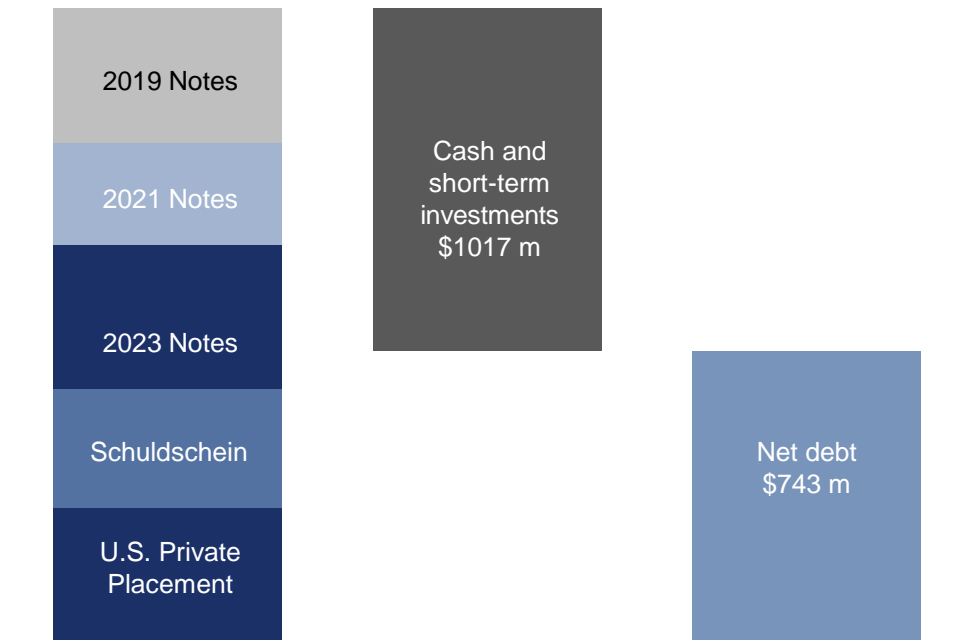 2019 Notes
2021 Notes
2023 Notes
Schuldschein
U.S. Private
Placement
Cash and
short-term
investments
$1017 m
Net debt
$743 m